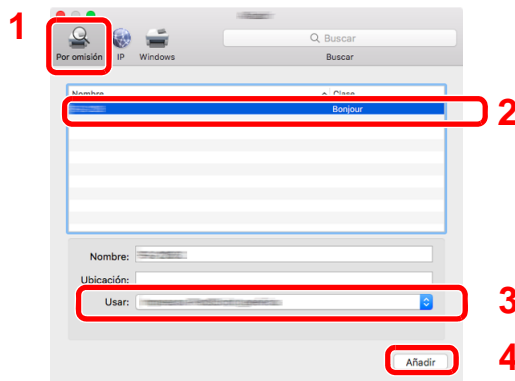 1
Buscar
Por omisión IP Windows Buscar
Nombre Clase
Bonjour
2
Nombre:
Ubicación:
Usar:
3
Añadir
4